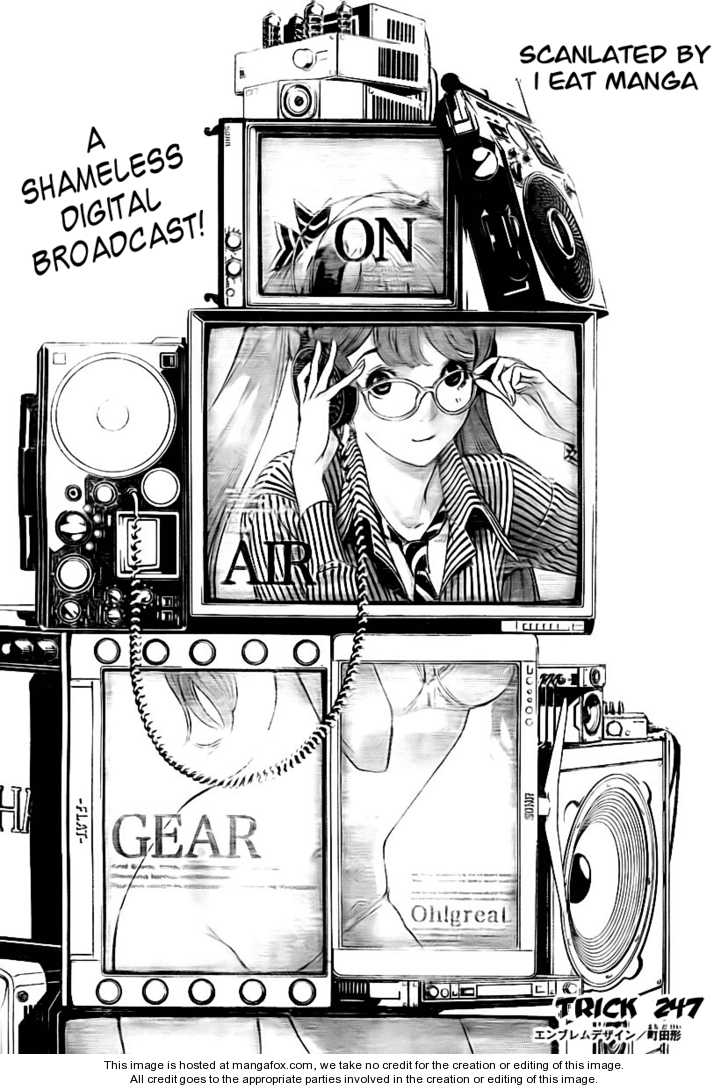 SCANLATED BY
I EAT MANGA
A
SHAMELESS
DIGITAL
BROADCAST!
ON
AIR
GEAR
-FLAT-
Oh!great
TRICK 247
エンブレムデザイン／町田形
This image is hosted at mangafox.com, we take no credit for the creation or editing of this image.
All credit goes to the appropriate parties involved in the creation or editing of this image.